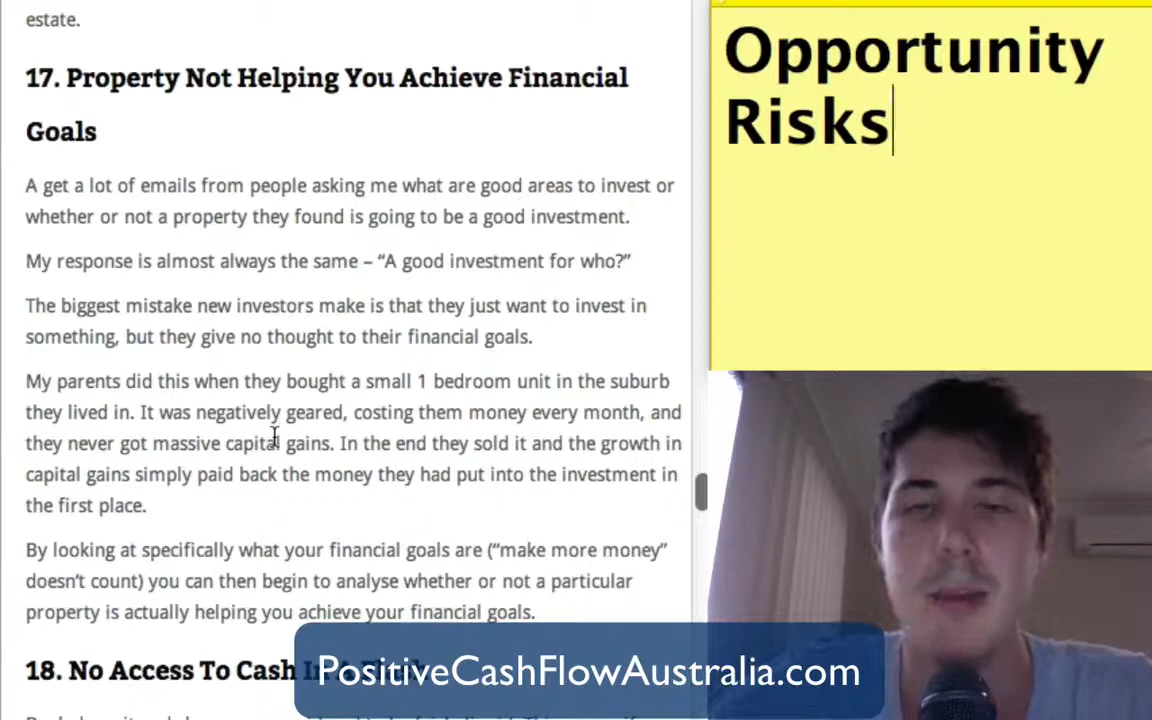 estate.
17. Property Not Helping You Achieve Financial
Goals
A get a lot of emails from people asking me what are good areas to invest or
whether or not a property they found is going to be a good investment.
My response is almost always the same – “A good investment for who?”
The biggest mistake new investors make is that they just want to invest in
something, but they give no thought to their financial goals.
My parents did this when they bought a small 1 bedroom unit in the suburb
they lived in. It was negatively geared, costing them money every month, and
they never got massive capital gains. In the end they sold it and the growth in
capital gains simply paid back the money they had put into the investment in
the first place.
By looking at specifically what your financial goals are (“make more money”
doesn’t count) you can then begin to analyse whether or not a particular
property is actually helping you achieve your financial goals.
18. No Access To Cash In
Opportunity
Risks
PositiveCashFlowAustralia.com